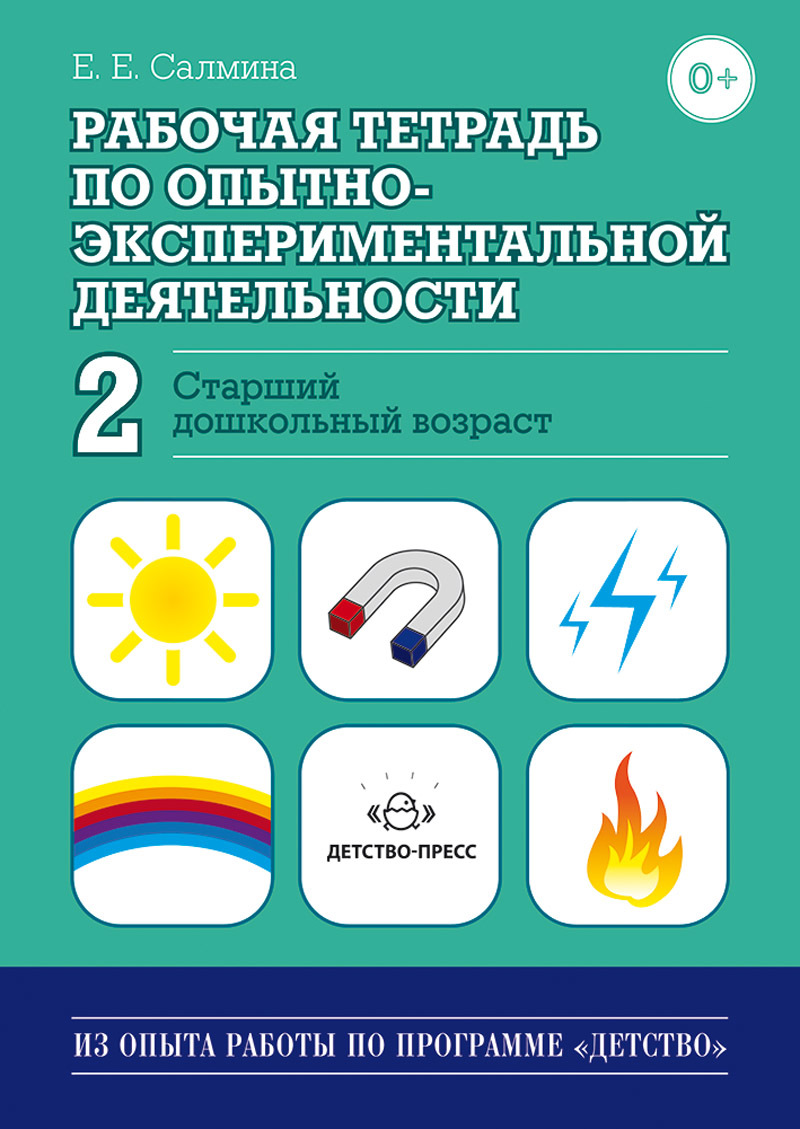 Е. Е. Салмина
0+
РАБОЧАЯ ТЕТРАДЬ
ПО ОПЫТНО-
ЭКСПЕРИМЕНТАЛЬНОЙ
ДЕЯТЕЛЬНОСТИ
2
Старший
дошкольный возраст
ДЕТСТВО-ПРЕСС
ИЗ ОПЫТА РАБОТЫ ПО ПРОГРАММЕ «ДЕТСТВО»